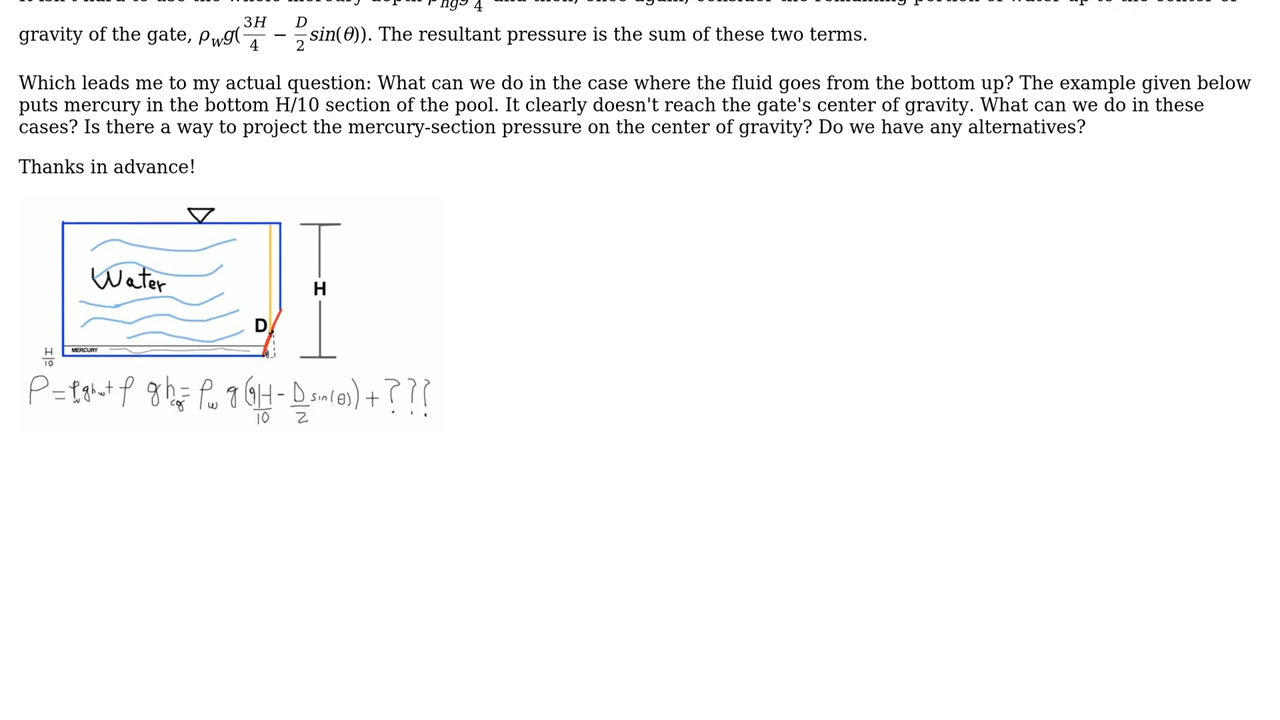 gravity of the gate, ρ_w g(3H/4 − D/2 sin(θ)). The resultant pressure is the sum of these two terms.
Which leads me to my actual question: What can we do in the case where the fluid goes from the bottom up? The example given below
puts mercury in the bottom H/10 section of the pool. It clearly doesn't reach the gate's center of gravity. What can we do in these
cases? Is there a way to project the mercury-section pressure on the center of gravity? Do we have any alternatives?
Thanks in advance!
Water
H
D
H/10
MERCURY
P = ρ_w g h_w + ρ g h_cg = ρ_w g (9H/10 - D/2 sin(θ)) + ???